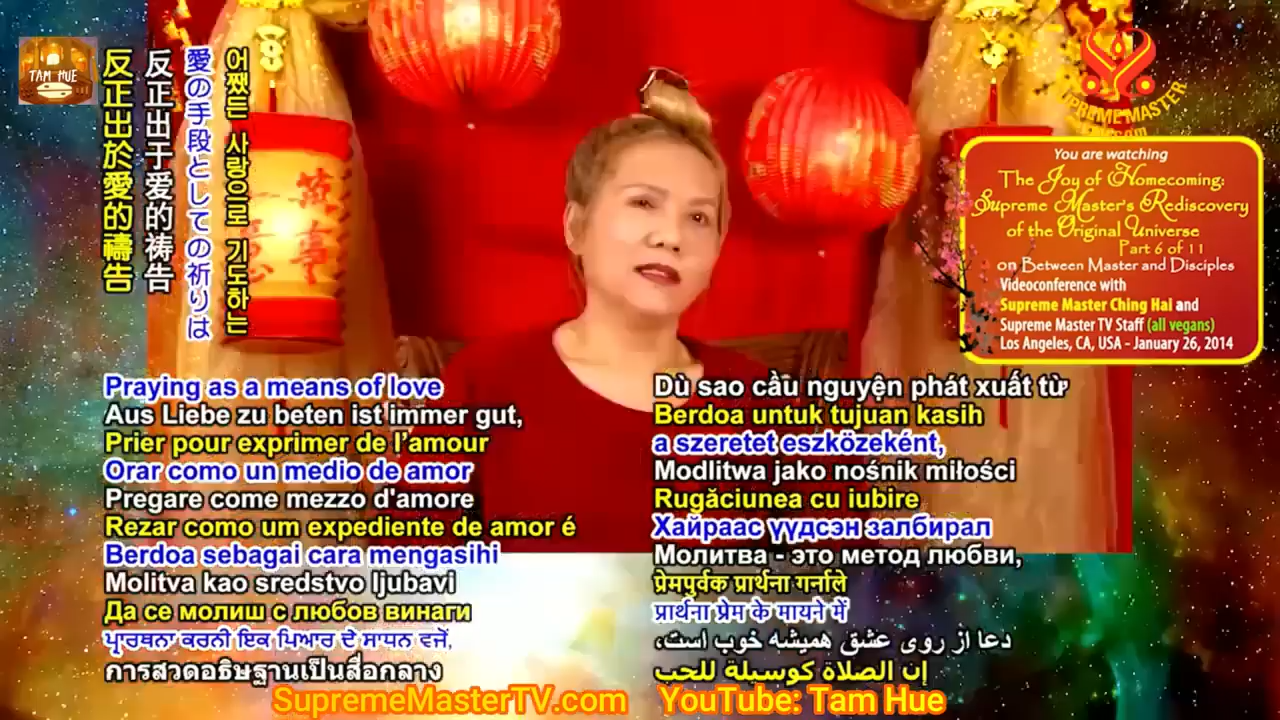 TAM HUE
SUPREME MASTER
You are watching
The Joy of Homecoming:
Supreme Master's Rediscovery
of the Original Universe
Part 6 of 11
on Between Master and Disciples
Videoconference with
Supreme Master Ching Hai and
Supreme Master TV Staff (all vegans)
Los Angeles, CA, USA - January 26, 2014
어쨌든 사랑으로 기도하는
愛の手段としての祈りは
反正出于爱的祷告
反正出於愛的禱告
Praying as a means of love
Aus Liebe zu beten ist immer gut,
Prier pour exprimer de l’amour
Orar como un medio de amor
Pregare come mezzo d'amore
Rezar como um expediente de amor é
Berdoa sebagai cara mengasihi
Molitva kao sredstvo ljubavi
Да се молиш с любов винаги
ਪ੍ਰਾਰਥਨਾ ਕਰਨੀ ਇਕ ਪਿਆਰ ਦੇ ਸਾਧਨ ਵਜੋਂ,
การสวดอธิษฐานเป็นสื่อกลาง
Dù sao cầu nguyện phát xuất từ
Berdoa untuk tujuan kasih
a szeretet eszközeként,
Modlitwa jako nośnik miłości
Rugăciunea cu iubire
Хайраас үүдсэн залбирал
Молитва - это метод любви,
प्रेमपुर्वक प्रार्थना गर्नाले
प्रार्थना प्रेम के मायने में
دعا از روی عشق همیشه خوب است،
إن الصلاة كوسيلة للحب
SupremeMasterTV.com YouTube: Tam Hue